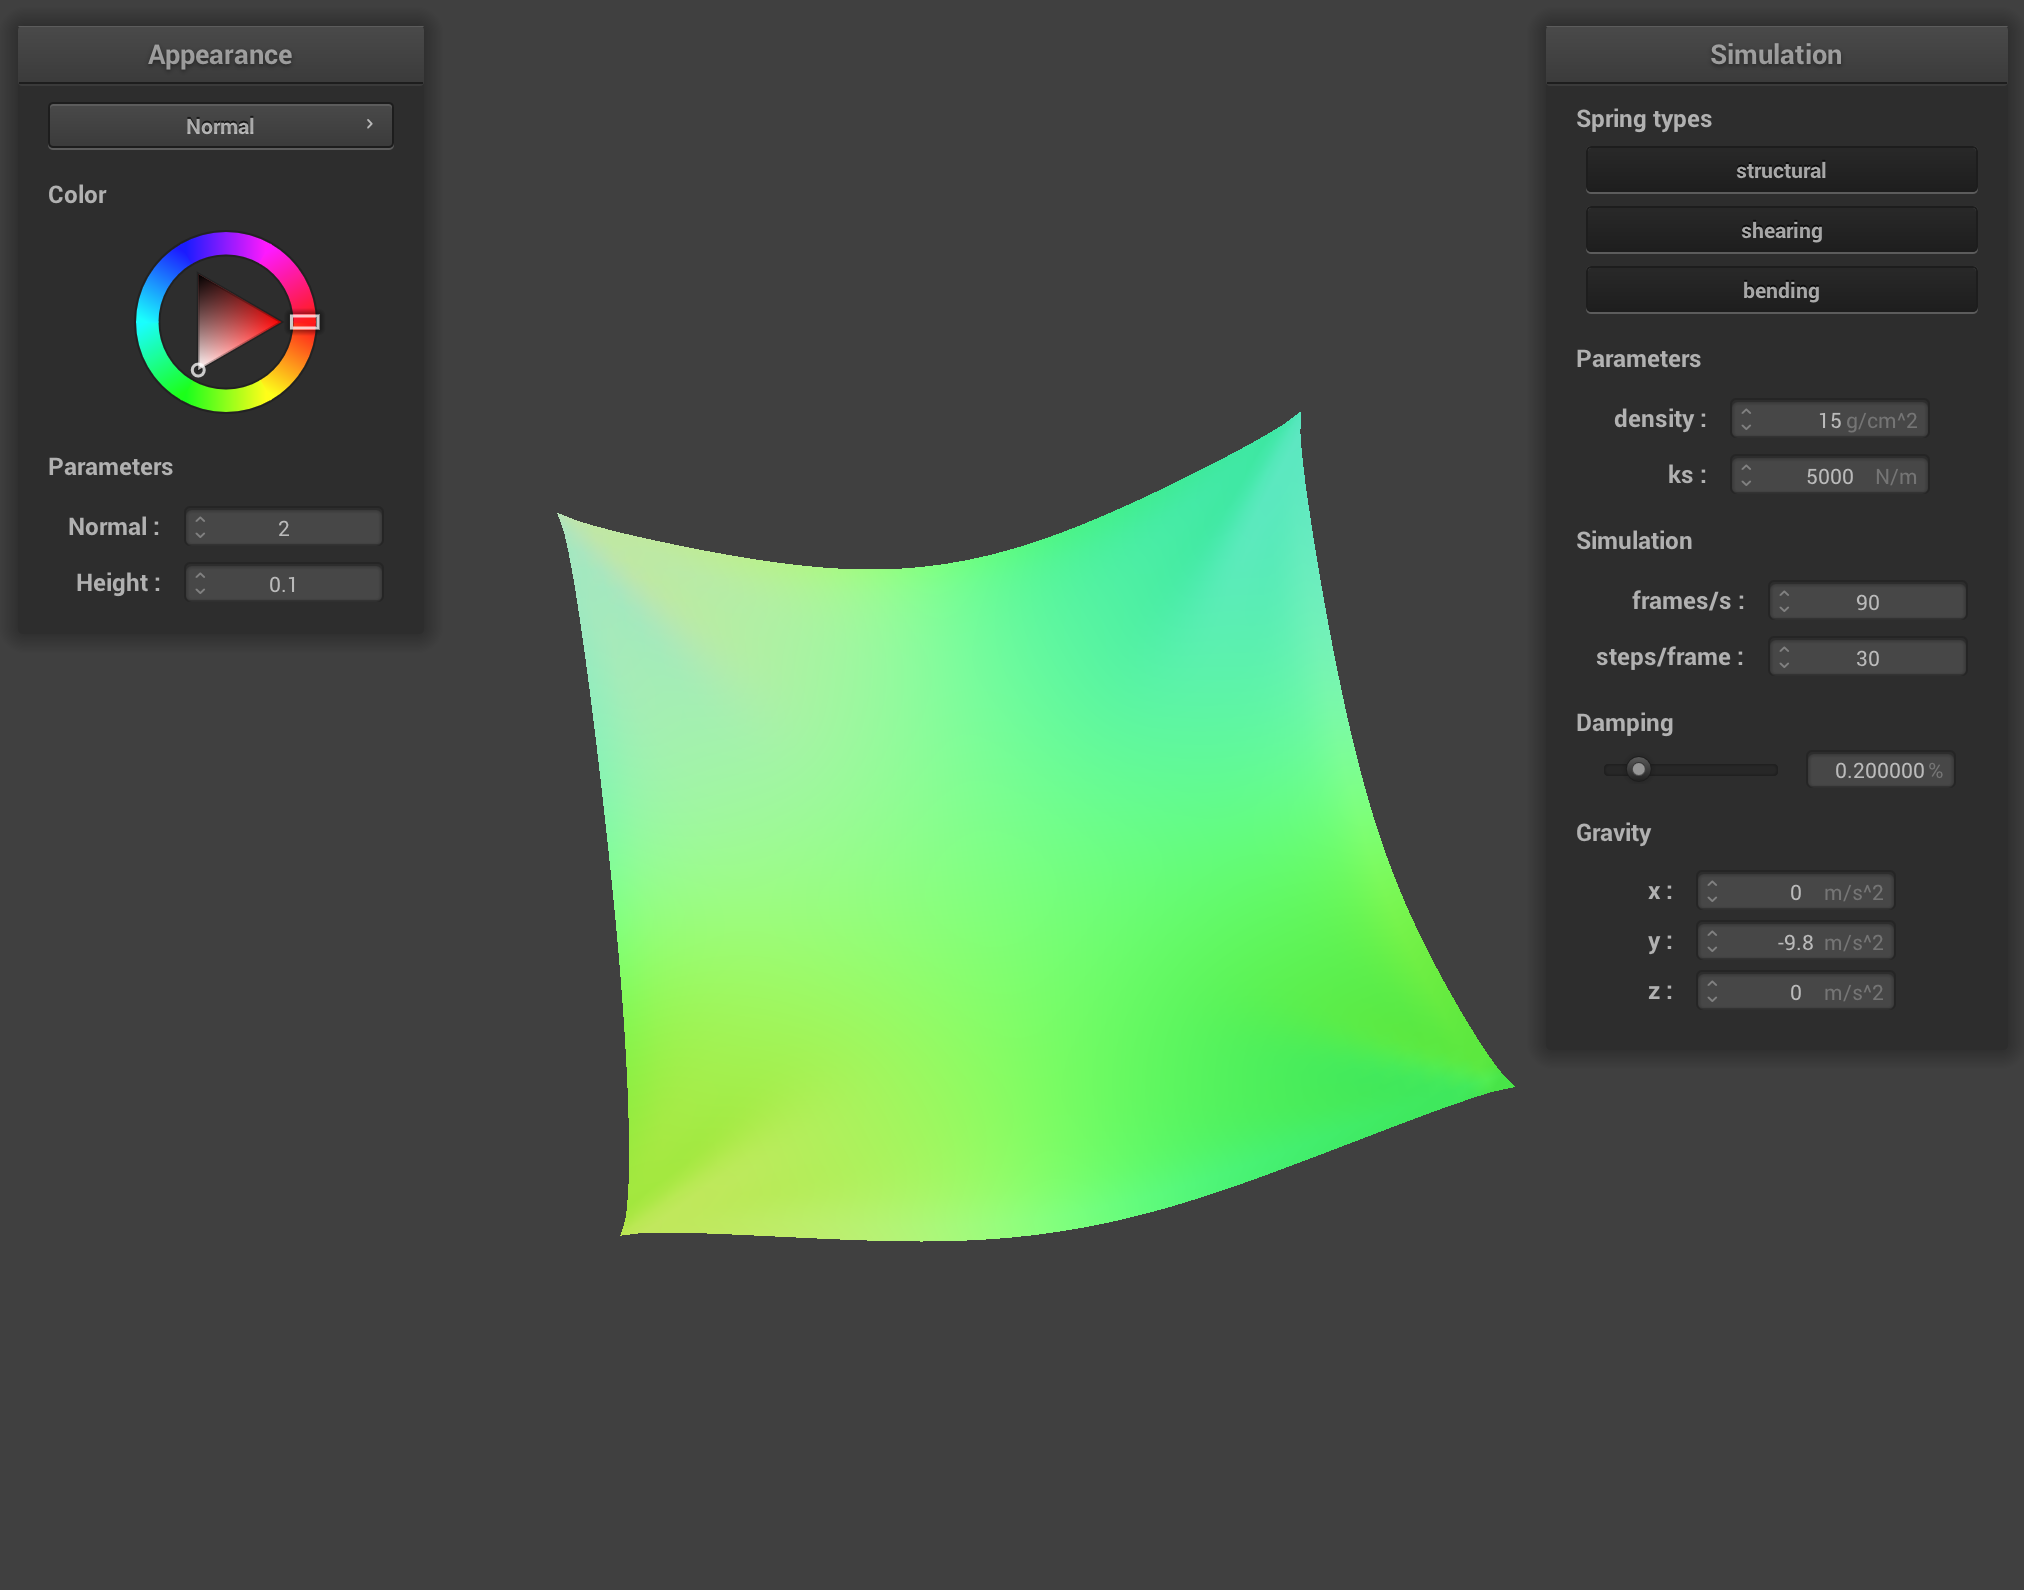 Appearance
Normal
Color
Parameters
Normal : 2
Height : 0.1
Simulation
Spring types
structural
shearing
bending
Parameters
density : 15 g/cm^2
ks : 5000 N/m
Simulation
frames/s : 90
steps/frame : 30
Damping
0.200000 %
Gravity
x : 0 m/s^2
y : -9.8 m/s^2
z : 0 m/s^2